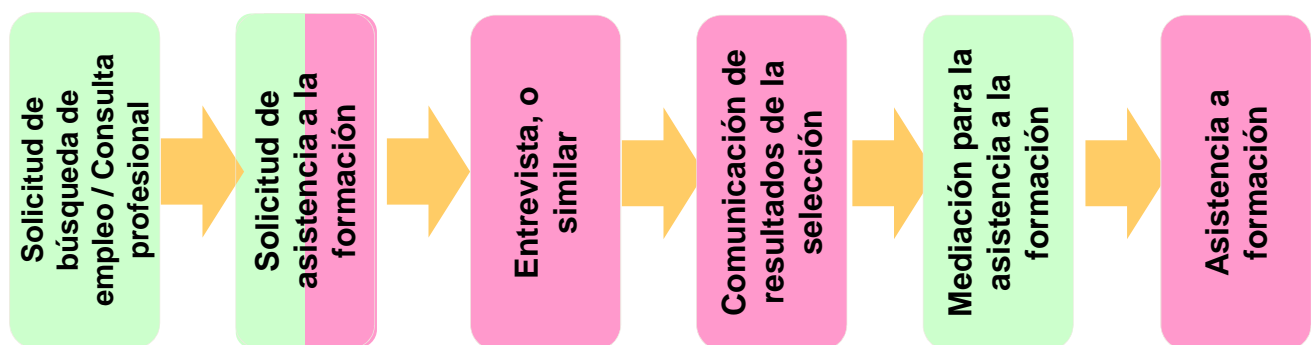 Solicitud de
búsqueda de
empleo / Consulta
profesional
Solicitud de
asistencia a la
formación
Entrevista, o
similar
Comunicación de
resultados de la
selección
Mediación para la
asistencia a la
formación
Asistencia a
formación